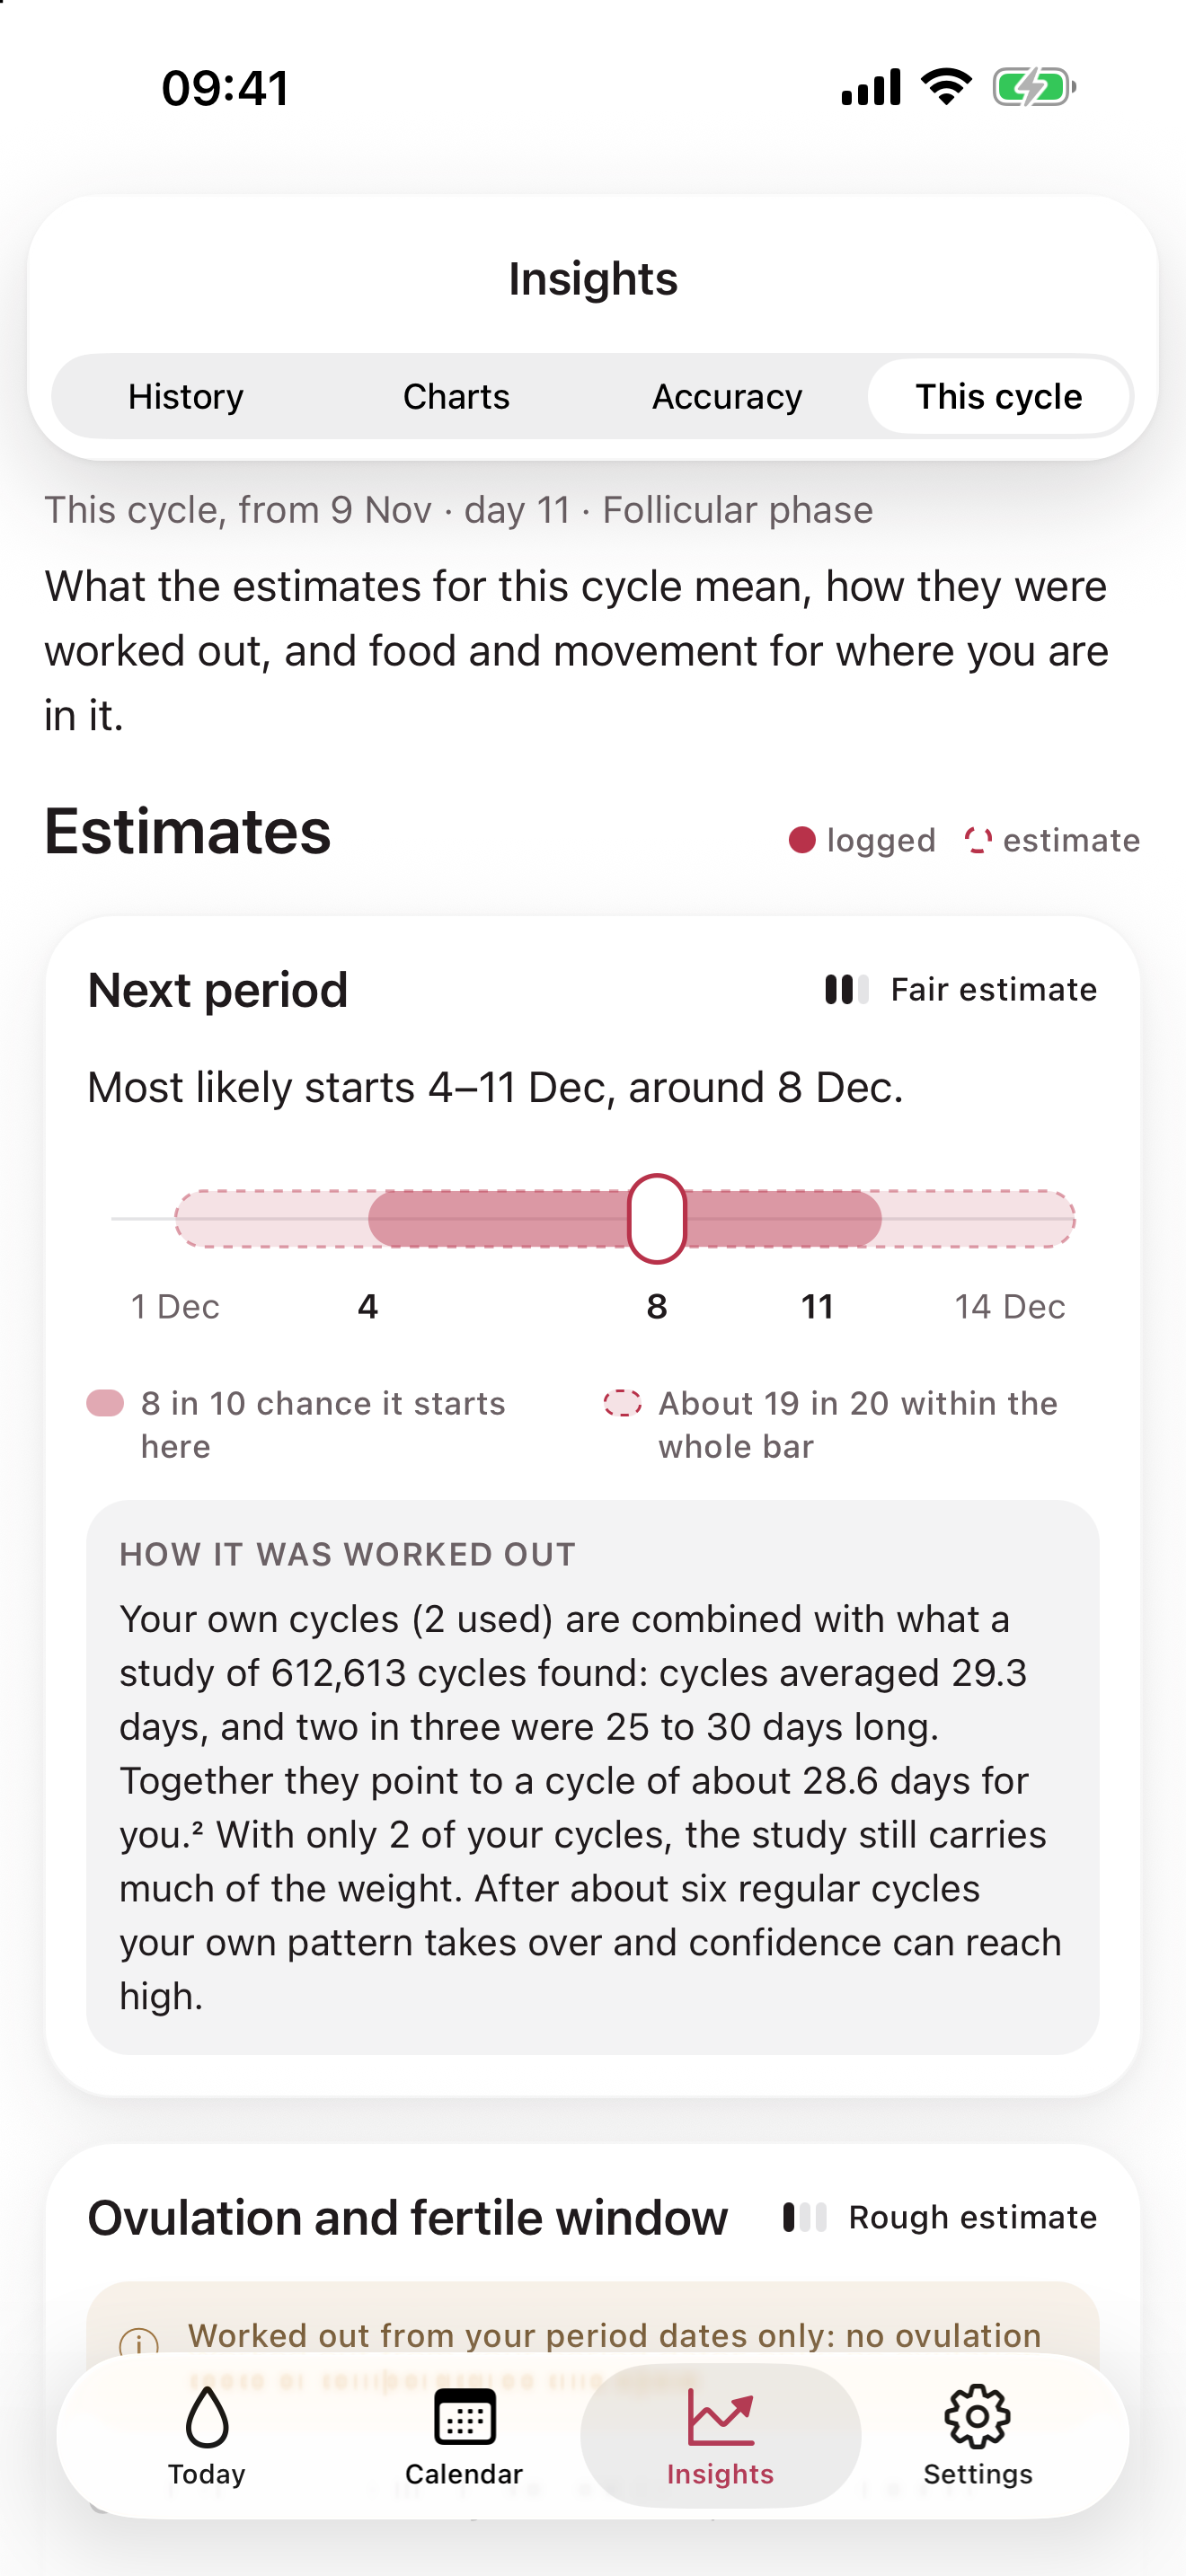 09:41
Insights
History
Charts
Accuracy
This cycle
This cycle, from 9 Nov · day 11 · Follicular phase
What the estimates for this cycle mean, how they were
worked out, and food and movement for where you are
in it.
Estimates
logged
estimate
Next period
Fair estimate
Most likely starts 4–11 Dec, around 8 Dec.
1 Dec
4
8
11
14 Dec
8 in 10 chance it starts
here
About 19 in 20 within the
whole bar
HOW IT WAS WORKED OUT
Your own cycles (2 used) are combined with what a
study of 612,613 cycles found: cycles averaged 29.3
days, and two in three were 25 to 30 days long.
Together they point to a cycle of about 28.6 days for
you.² With only 2 of your cycles, the study still carries
much of the weight. After about six regular cycles
your own pattern takes over and confidence can reach
high.
Ovulation and fertile window
Rough estimate
Worked out from your period dates only: no ovulation
Today
Calendar
Insights
Settings